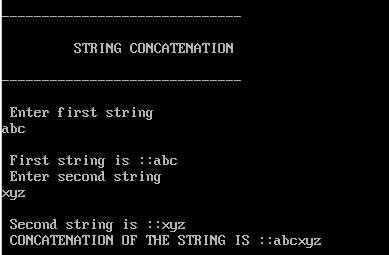 ------------------------------
STRING CONCATENATION
------------------------------
Enter first string
abc
First string is ::abc
Enter second string
xyz
Second string is ::xyz
CONCATENATION OF THE STRING IS ::abcxyz